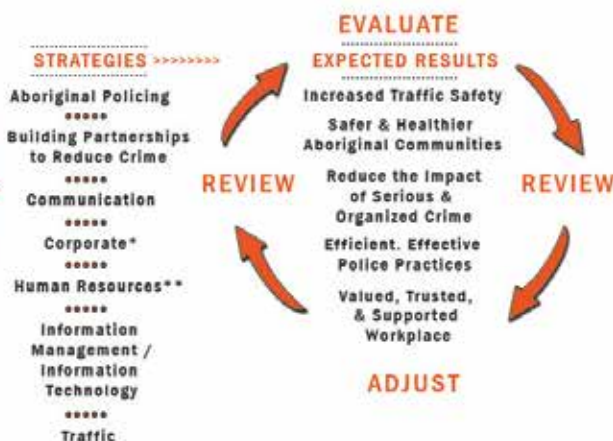 STRATEGIES >>>>>>>>
Aboriginal Policing
Building Partnerships
to Reduce Crime
Communication
Corporate*
Human Resources**
Information
Management /
Information
Technology
Traffic
EVALUATE
EXPECTED RESULTS
Increased Traffic Safety
Safer & Healthier
Aboriginal Communities
Reduce the Impact
of Serious &
Organized Crime
Efficient. Effective
Police Practices
Valued, Trusted,
& Supported
Workplace
REVIEW
REVIEW
ADJUST